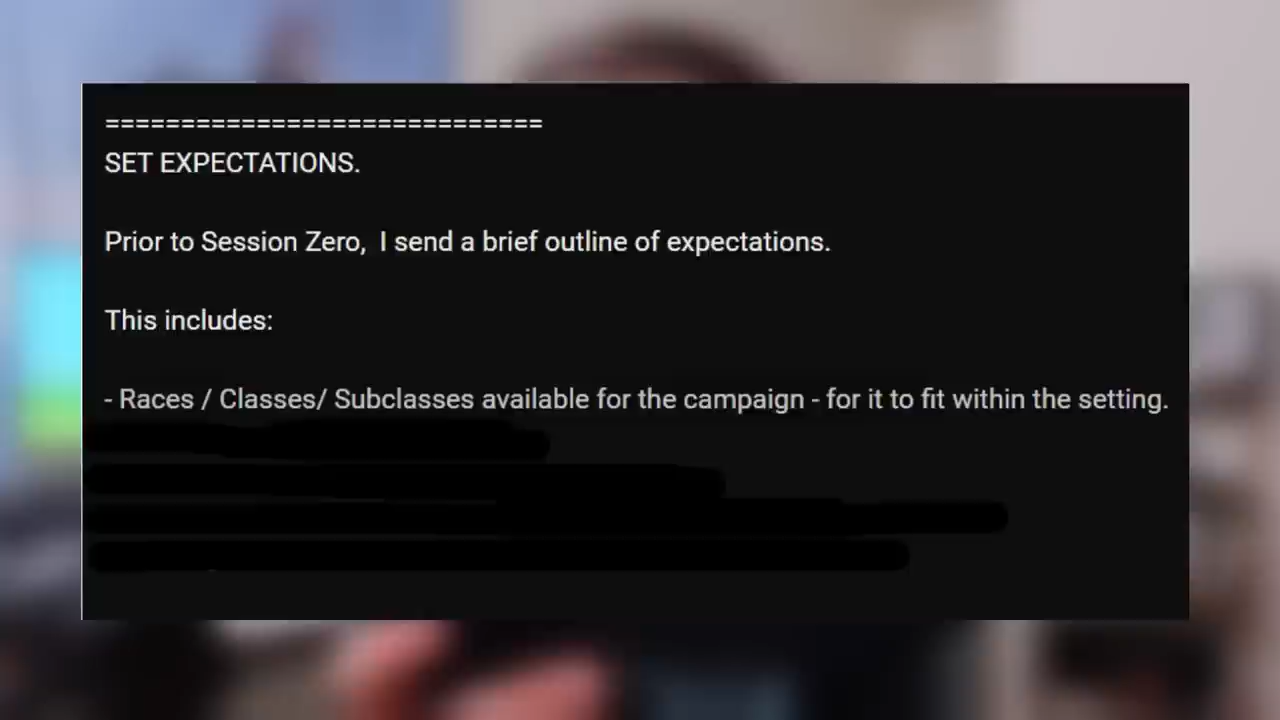 =============================
SET EXPECTATIONS.
Prior to Session Zero,  I send a brief outline of expectations.
This includes:
- Races / Classes/ Subclasses available for the campaign - for it to fit within the setting.